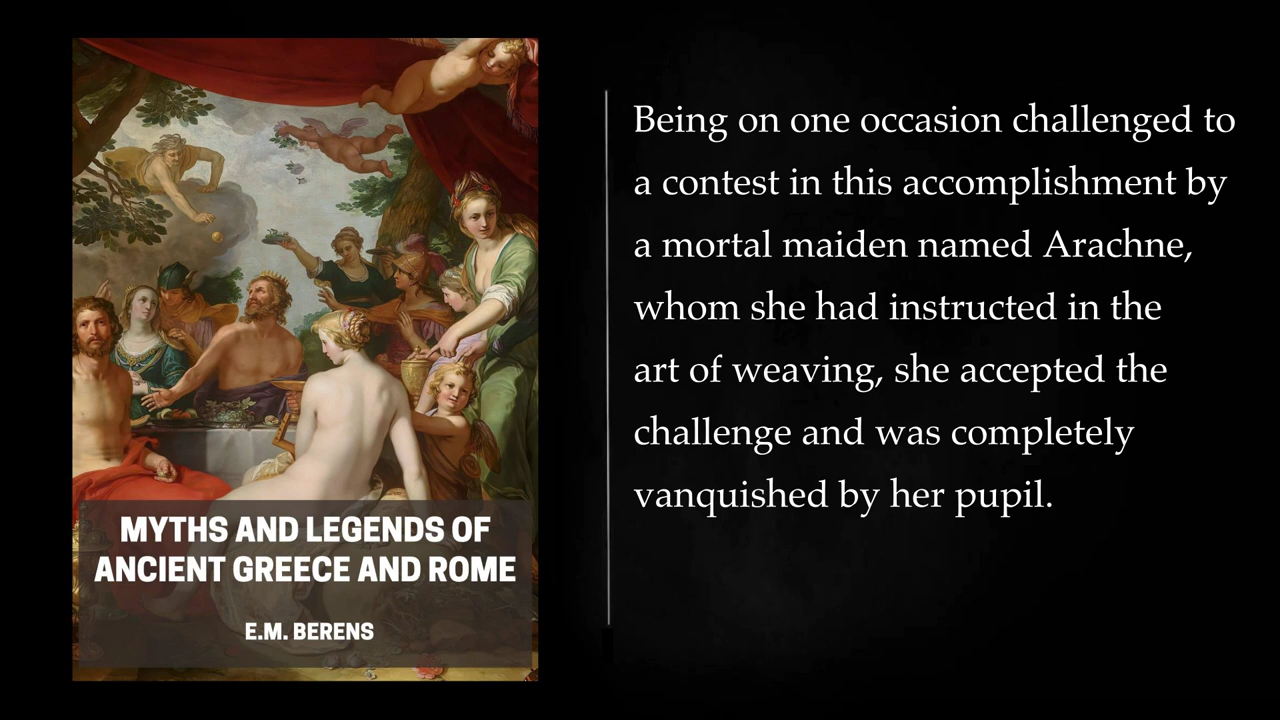 MYTHS AND LEGENDS OF
ANCIENT GREECE AND ROME
E.M. BERENS
Being on one occasion challenged to
a contest in this accomplishment by
a mortal maiden named Arachne,
whom she had instructed in the
art of weaving, she accepted the
challenge and was completely
vanquished by her pupil.